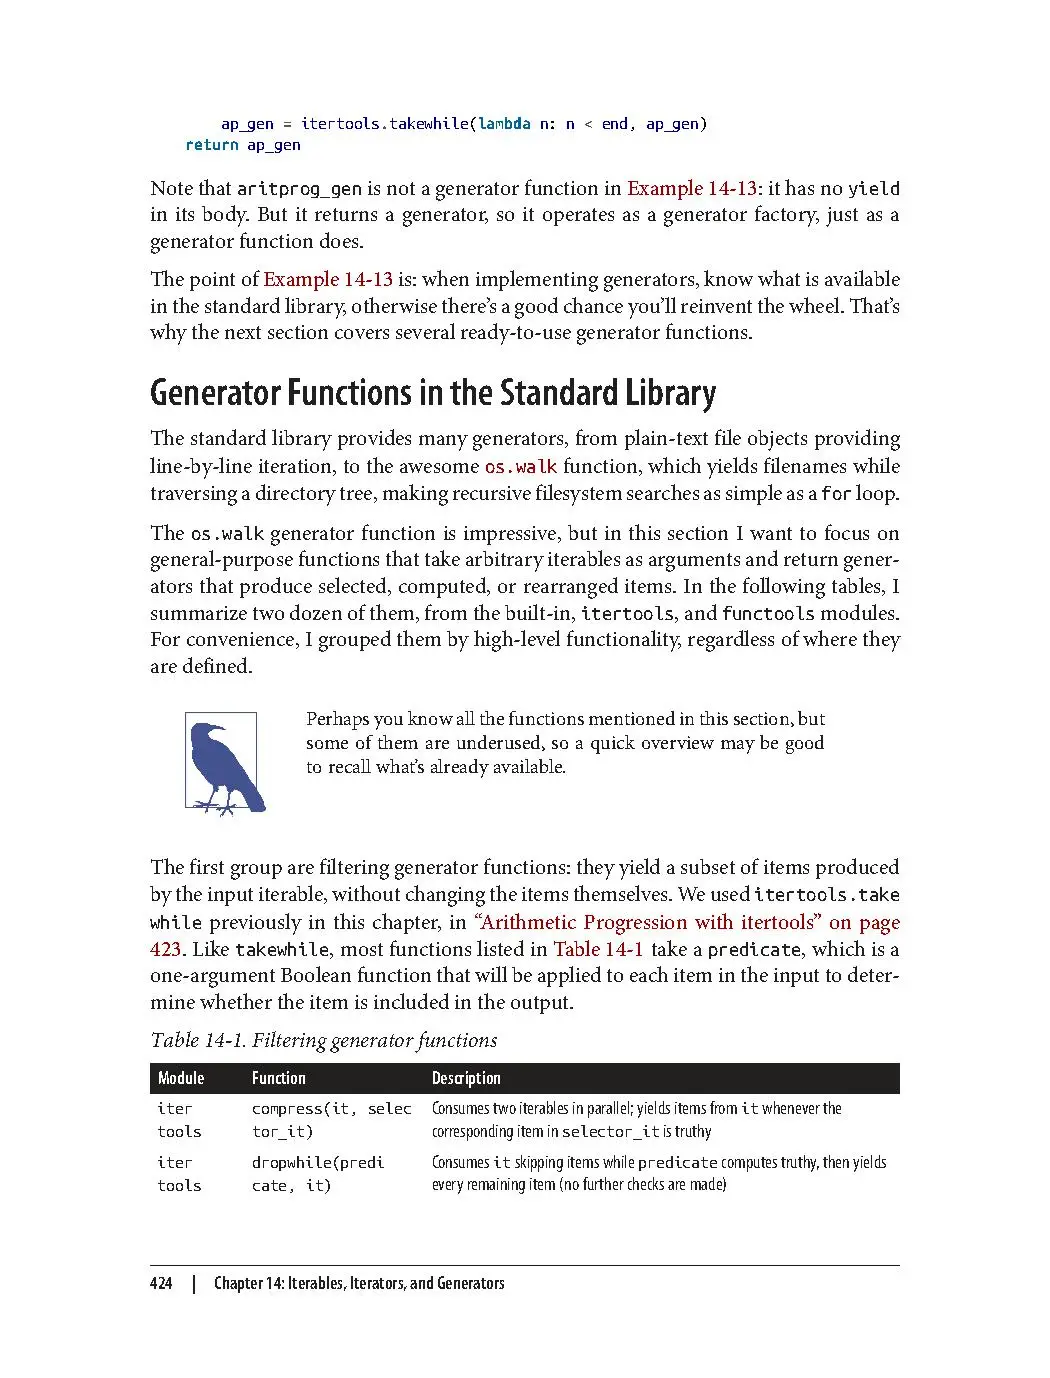 ap_gen = itertools.takewhile(lambda n: n < end, ap_gen)
return ap_gen
Note that aritprog_gen is not a generator function in Example 14-13: it has no yield
in its body. But it returns a generator, so it operates as a generator factory, just as a
generator function does.
The point of Example 14-13 is: when implementing generators, know what is available
in the standard library, otherwise there’s a good chance you’ll reinvent the wheel. That’s
why the next section covers several ready-to-use generator functions.
Generator Functions in the Standard Library
The standard library provides many generators, from plain-text file objects providing
line-by-line iteration, to the awesome os.walk function, which yields filenames while
traversing a directory tree, making recursive filesystem searches as simple as a for loop.
The os.walk generator function is impressive, but in this section I want to focus on
general-purpose functions that take arbitrary iterables as arguments and return gener-
ators that produce selected, computed, or rearranged items. In the following tables, I
summarize two dozen of them, from the built-in, itertools, and functools modules.
For convenience, I grouped them by high-level functionality, regardless of where they
are defined.
Perhaps you know all the functions mentioned in this section, but
some of them are underused, so a quick overview may be good
to recall what’s already available.
The first group are filtering generator functions: they yield a subset of items produced
by the input iterable, without changing the items themselves. We used itertools.take
while previously in this chapter, in “Arithmetic Progression with itertools” on page
423. Like takewhile, most functions listed in Table 14-1 take a predicate, which is a
one-argument Boolean function that will be applied to each item in the input to deter-
mine whether the item is included in the output.
Table 14-1. Filtering generator functions
Module Function Description
iter compress(it, selec Consumes two iterables in parallel; yields items from it whenever the
tools tor_it) corresponding item in selector_it is truthy
iter dropwhile(predi Consumes it skipping items while predicate computes truthy, then yields
tools cate, it) every remaining item (no further checks are made)
424 | Chapter 14: Iterables, Iterators, and Generators